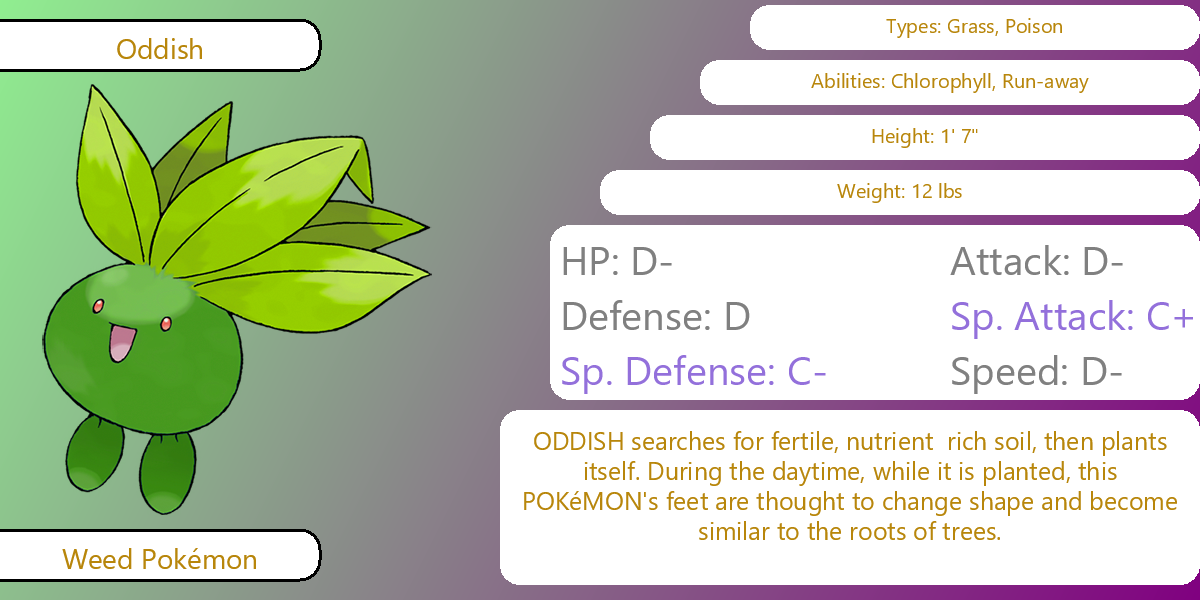 Oddish
Types: Grass, Poison
Abilities: Chlorophyll, Run-away
Height: 1' 7"
Weight: 12 lbs
HP: D-
Attack: D-
Defense: D
Sp. Attack: C+
Sp. Defense: C-
Speed: D-
ODDISH searches for fertile, nutrient  rich soil, then plants
itself. During the daytime, while it is planted, this
POKéMON's feet are thought to change shape and become
similar to the roots of trees.
Weed Pokémon